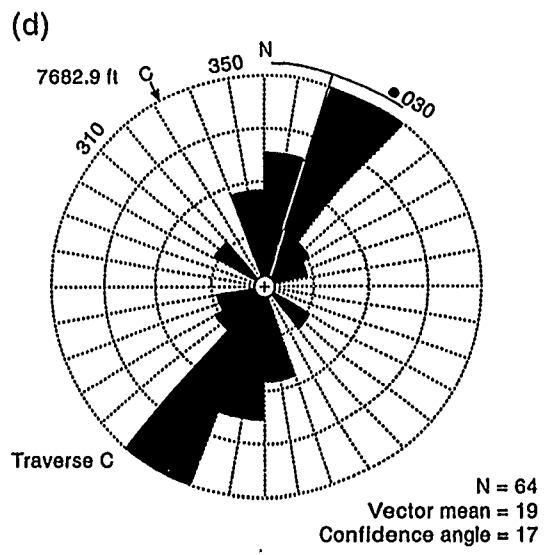 (d)
N
350
7682.9 ft
C
030
310
Traverse C
N = 64
Vector mean = 19
Confidence angle = 17